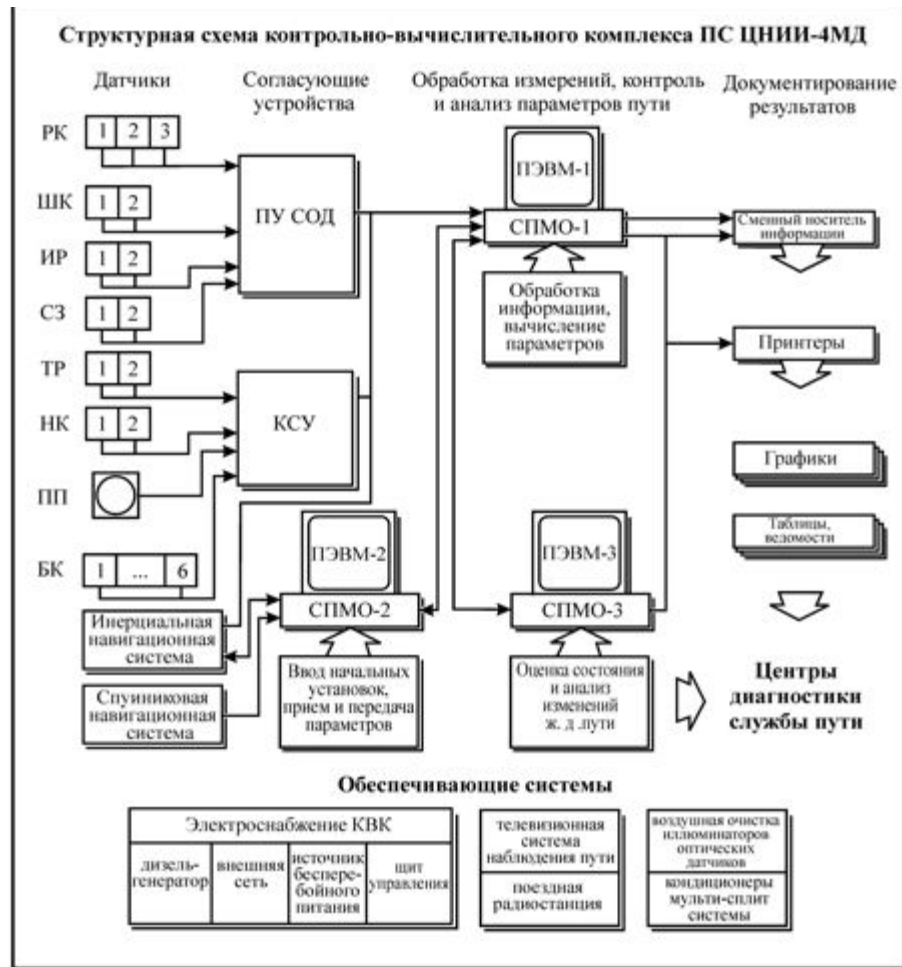 Структурная схема контрольно-вычислительного комплекса ПС ЦНИИ-4МД
Датчики
Согласующие
устройства
Обработка измерений, контроль
и анализ параметров пути
Документирование
результатов
РК
1 2 3
ШК
1 2
ИР
1 2
СЗ
1 2
ТР
1 2
НК
1 2
ПП
БК
1 ... 6
ПУ СОД
КСУ
ПЭВМ-1
СПМО-1
Обработка
информации,
вычисление
параметров
Сменный носитель
информации
Принтеры
Графики
Таблицы,
ведомости
Инерциальная
навигационная
система
Спуиниковая
навигационная
система
ПЭВМ-2
СПМО-2
Ввод начальных
установок,
прием и передача
параметров
ПЭВМ-3
СПМО-3
Оценка состояния
и анализ
изменений
ж. д .пути
Центры
диагностики
службы пути
Обеспечивающие системы
Электроснабжение КВК
дизель-
генератор
внешняя
сеть
источник
беспере-
бойного
питания
щит
управления
телевизионная
система
наблюдения пути
поездная
радиостанция
воздушная очистка
иллюминаторов
оптических
датчиков
кондиционеры
мульти-сплит
системы